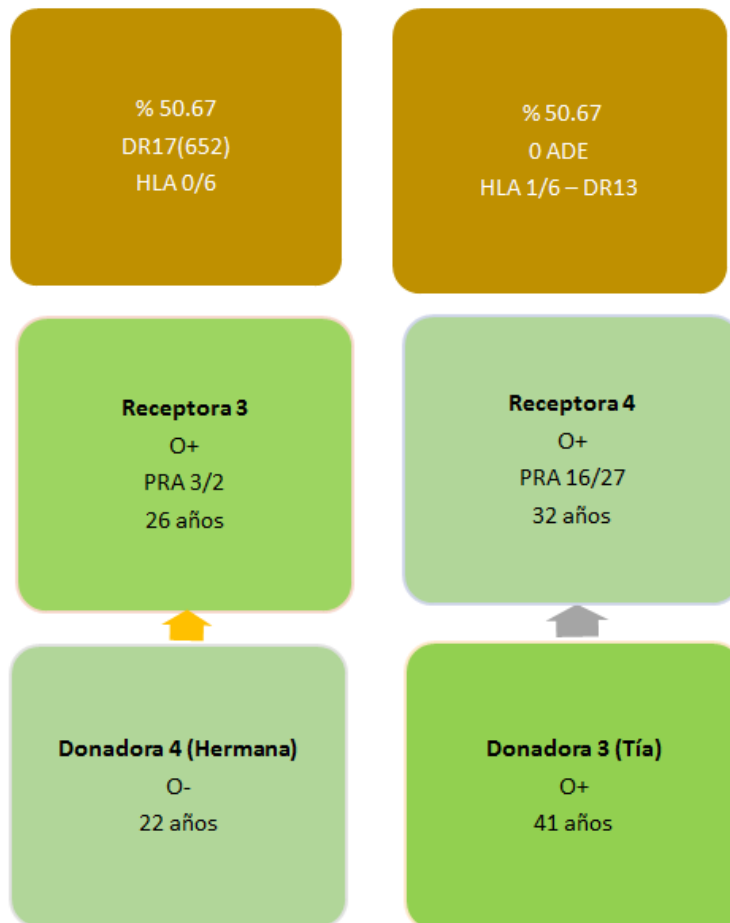 % 50.67
DR17(652)
HLA 0/6
% 50.67
0 ADE
HLA 1/6 – DR13
Receptora 3
O+
PRA 3/2
26 años
Receptora 4
O+
PRA 16/27
32 años
Donadora 4 (Hermana)
O-
22 años
Donadora 3 (Tía)
O+
41 años